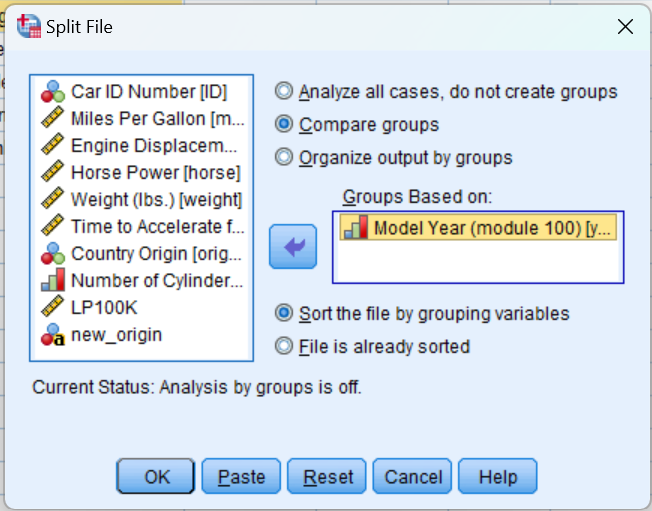 Split File
Car ID Number [ID]
Miles Per Gallon [m...
Engine Displacem...
Horse Power [horse]
Weight (lbs.) [weight]
Time to Accelerate f...
Country Origin [orig...
Number of Cylinder...
LP100K
new_origin
Analyze all cases, do not create groups
Compare groups
Organize output by groups
Groups Based on:
Model Year (module 100) [y...
Sort the file by grouping variables
File is already sorted
Current Status: Analysis by groups is off.
OK Paste Reset Cancel Help